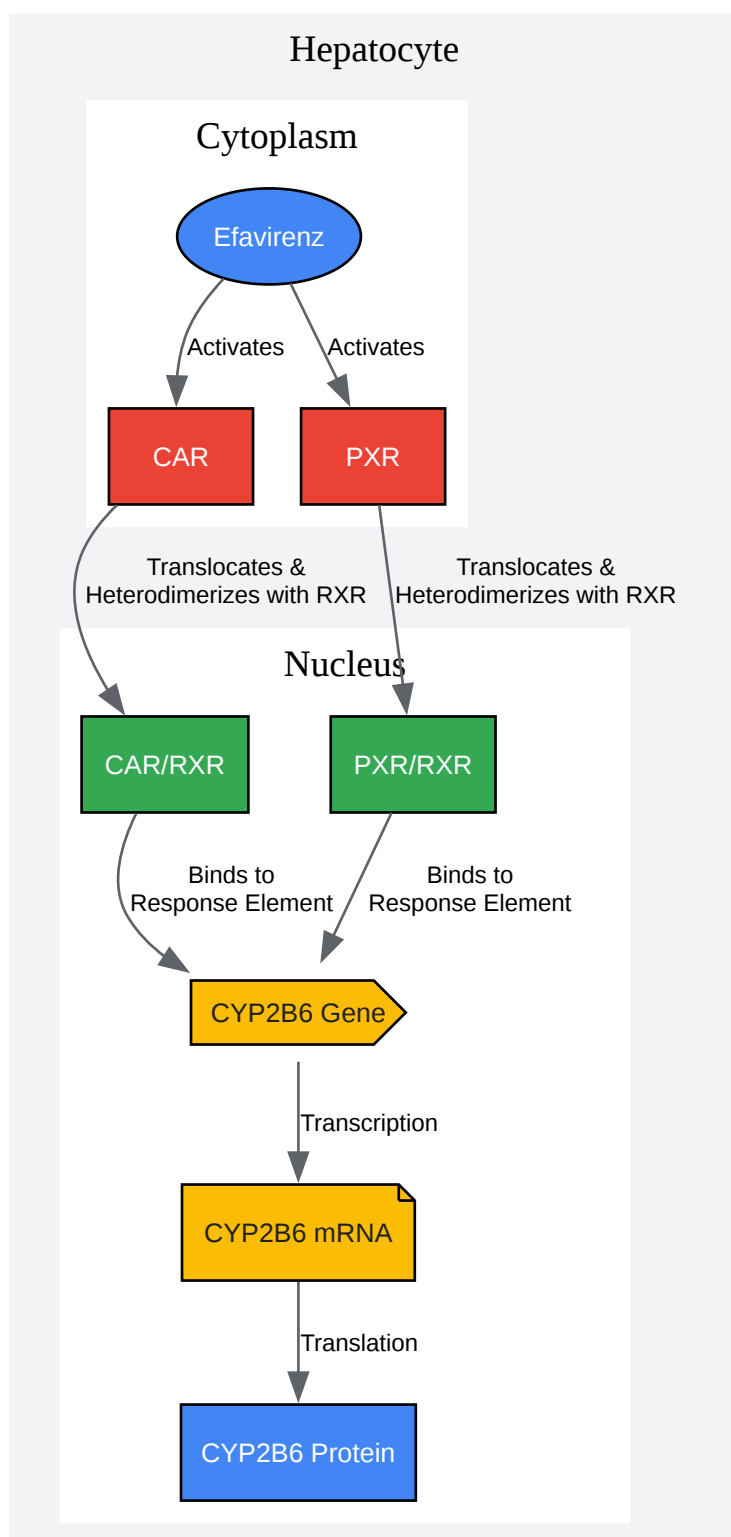 Hepatocyte
Cytoplasm
Efavirenz
Activates
Activates
CAR
PXR
Translocates &
Heterodimerizes with RXR
Translocates &
Heterodimerizes with RXR
Nucleus
CAR/RXR
PXR/RXR
Binds to
Response Element
Binds to
Response Element
CYP2B6 Gene
Transcription
CYP2B6 mRNA
Translation
CYP2B6 Protein